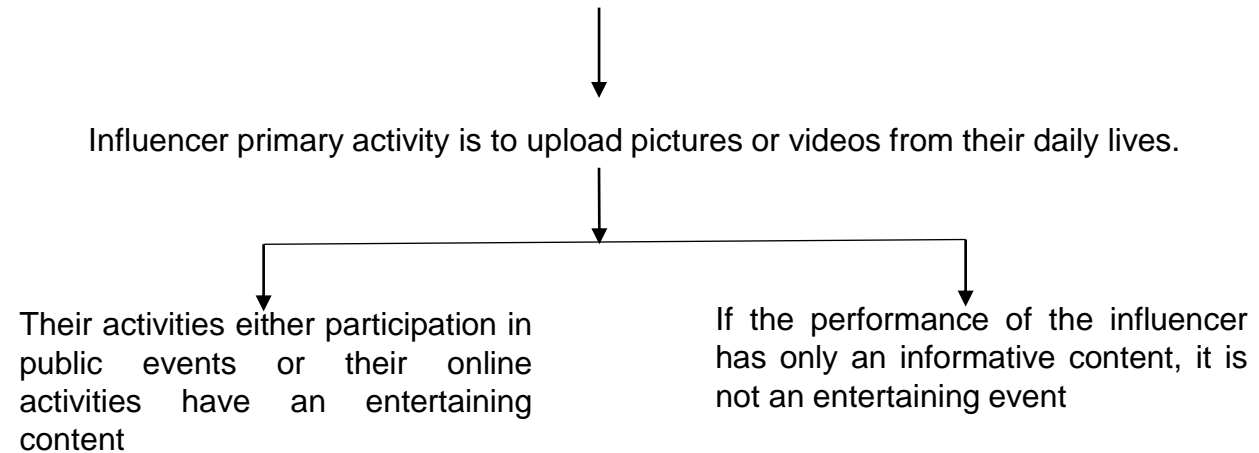 Influencer primary activity is to upload pictures or videos from their daily lives.
Their activities either participation in
public events or their online
activities have an entertaining
content
If the performance of the influencer
has only an informative content, it is
not an entertaining event